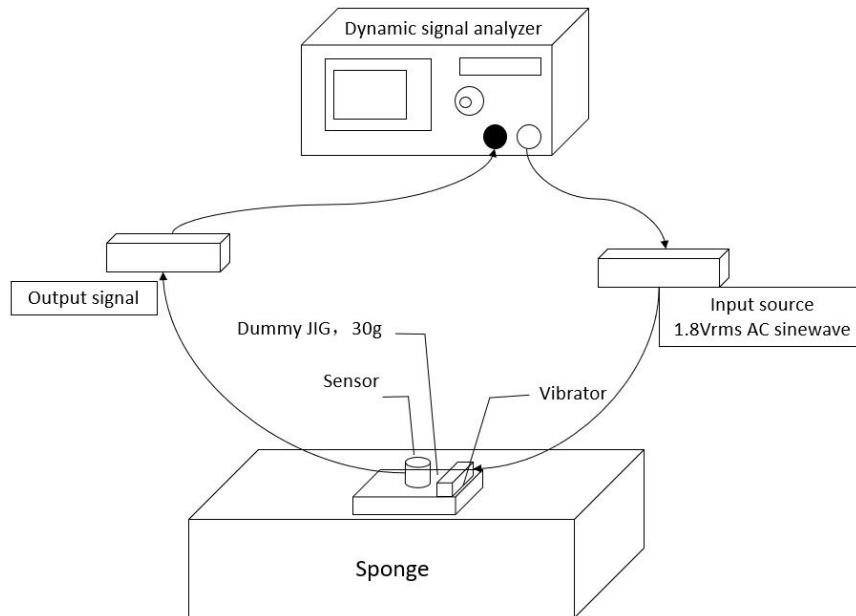 Dynamic signal analyzer
Output signal
Input source
1.8Vrms AC sinewave
Dummy JIG，30g
Sensor
Vibrator
Sponge